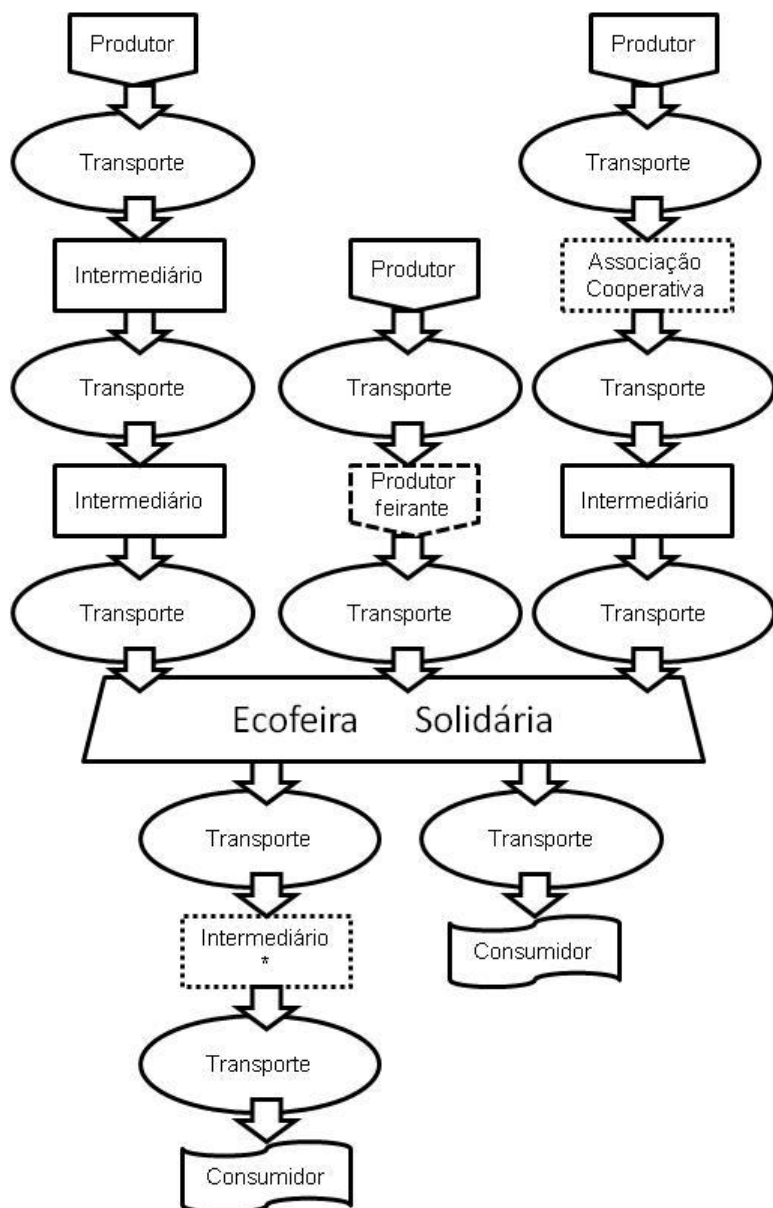 Produtor
Produtor
Transporte
Transporte
Intermediário
Produtor
Associação
Cooperativa
Transporte
Transporte
Transporte
Intermediário
Produtor
feirante
Intermediário
Transporte
Transporte
Transporte
Ecofeira Solidária
Transporte
Transporte
Intermediário
*
Consumidor
Transporte
Consumidor